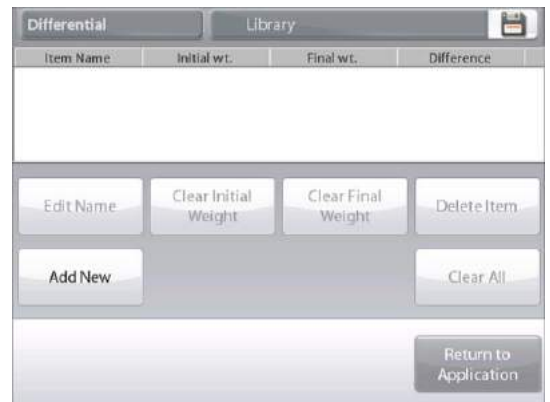 Differential Library
Item Name Initial wt. Final wt. Difference
Edit Name Clear Initial Weight Clear Final Weight Delete Item
Add New Clear All
Return to Application